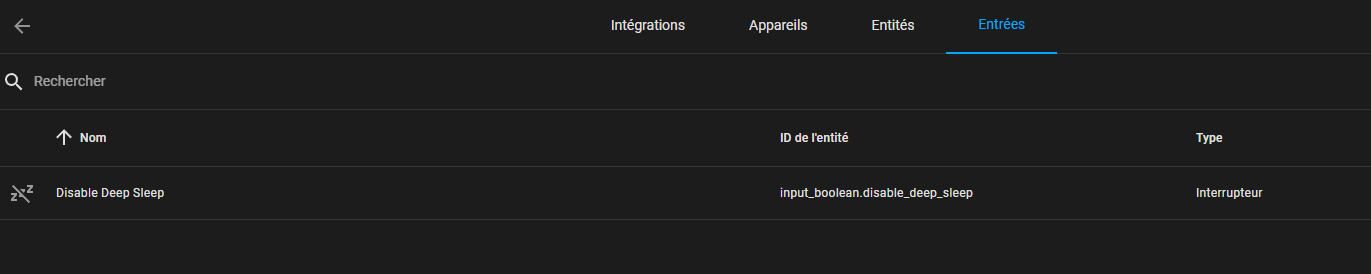 Intégrations Appareils Entités Entrées
Rechercher
Nom ID de l'entité Type
Disable Deep Sleep input_boolean.disable_deep_sleep Interrupteur